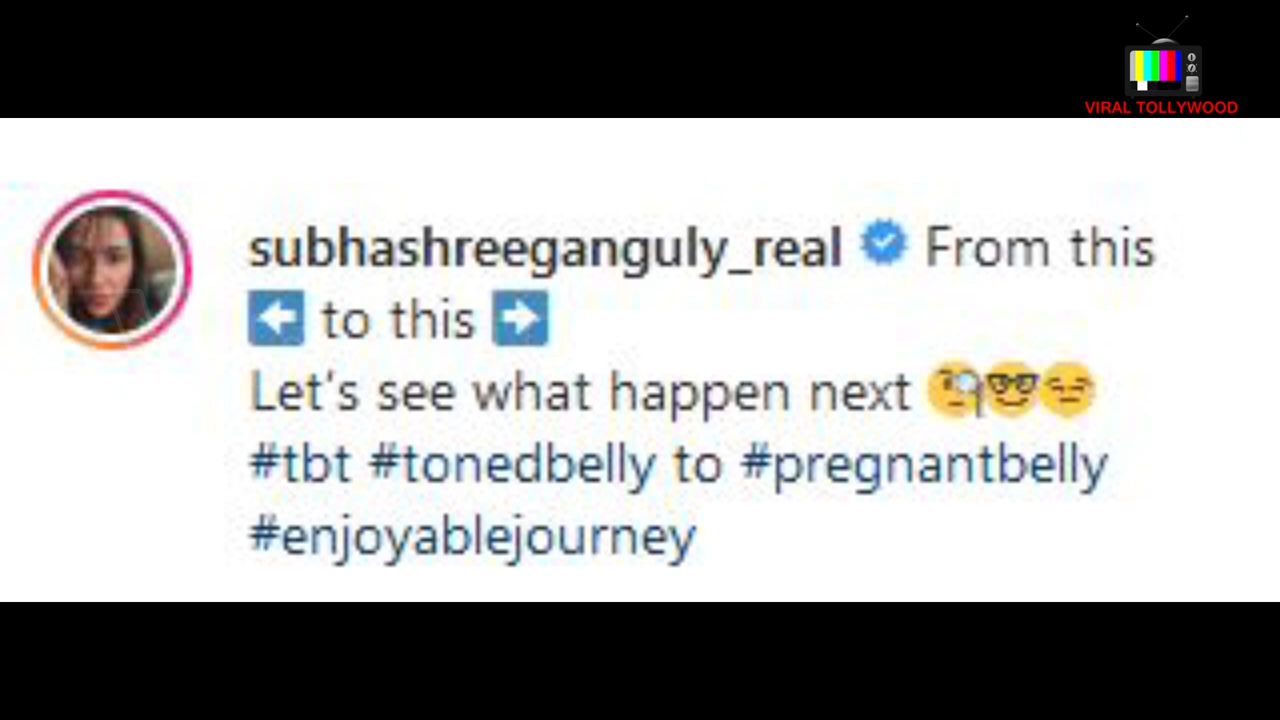 VIRAL TOLLYWOOD
subhashreeganguly_real From this
⬅️ to this ➡️
Let's see what happen next 🧐🤓😒
#tbt #tonedbelly to #pregnantbelly
#enjoyablejourney